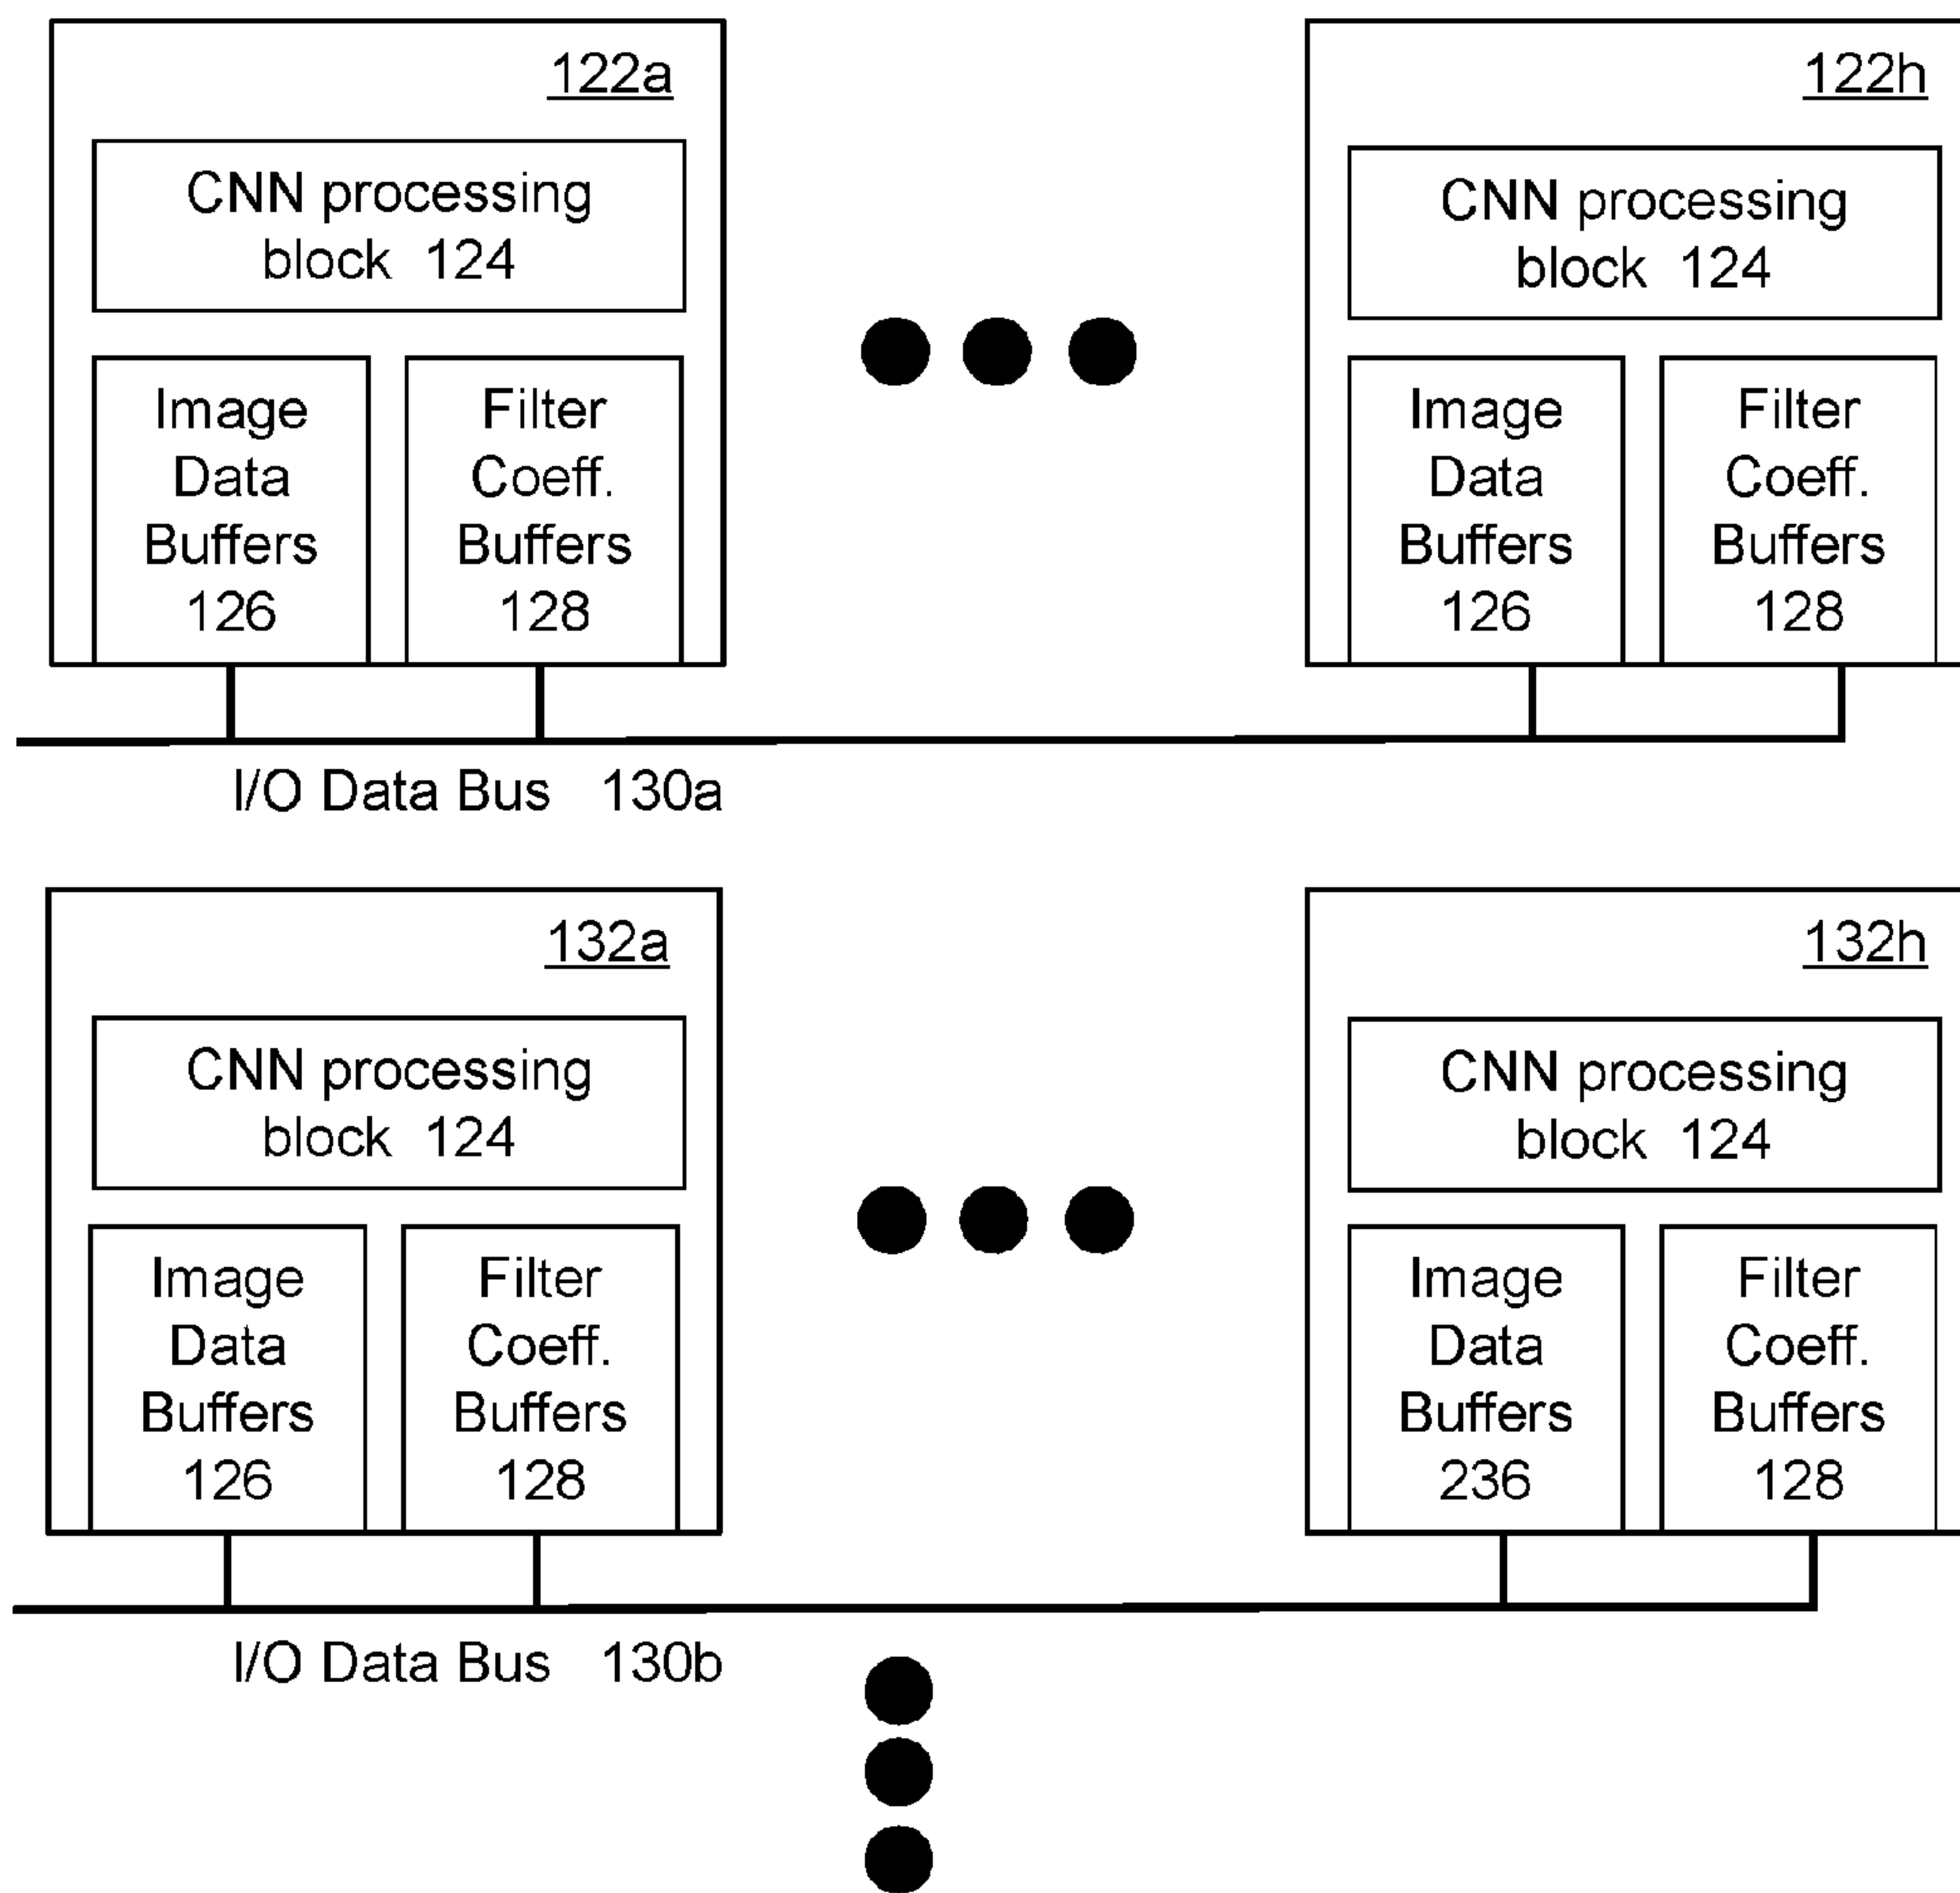 122a
CNN processing
block 124
Image
Data
Buffers
126
Filter
Coeff.
Buffers
128
122h
CNN processing
block 124
Image
Data
Buffers
126
Filter
Coeff.
Buffers
128
I/O Data Bus 130a
132a
CNN processing
block 124
Image
Data
Buffers
126
Filter
Coeff.
Buffers
128
132h
CNN processing
block 124
Image
Data
Buffers
236
Filter
Coeff.
Buffers
128
I/O Data Bus 130b